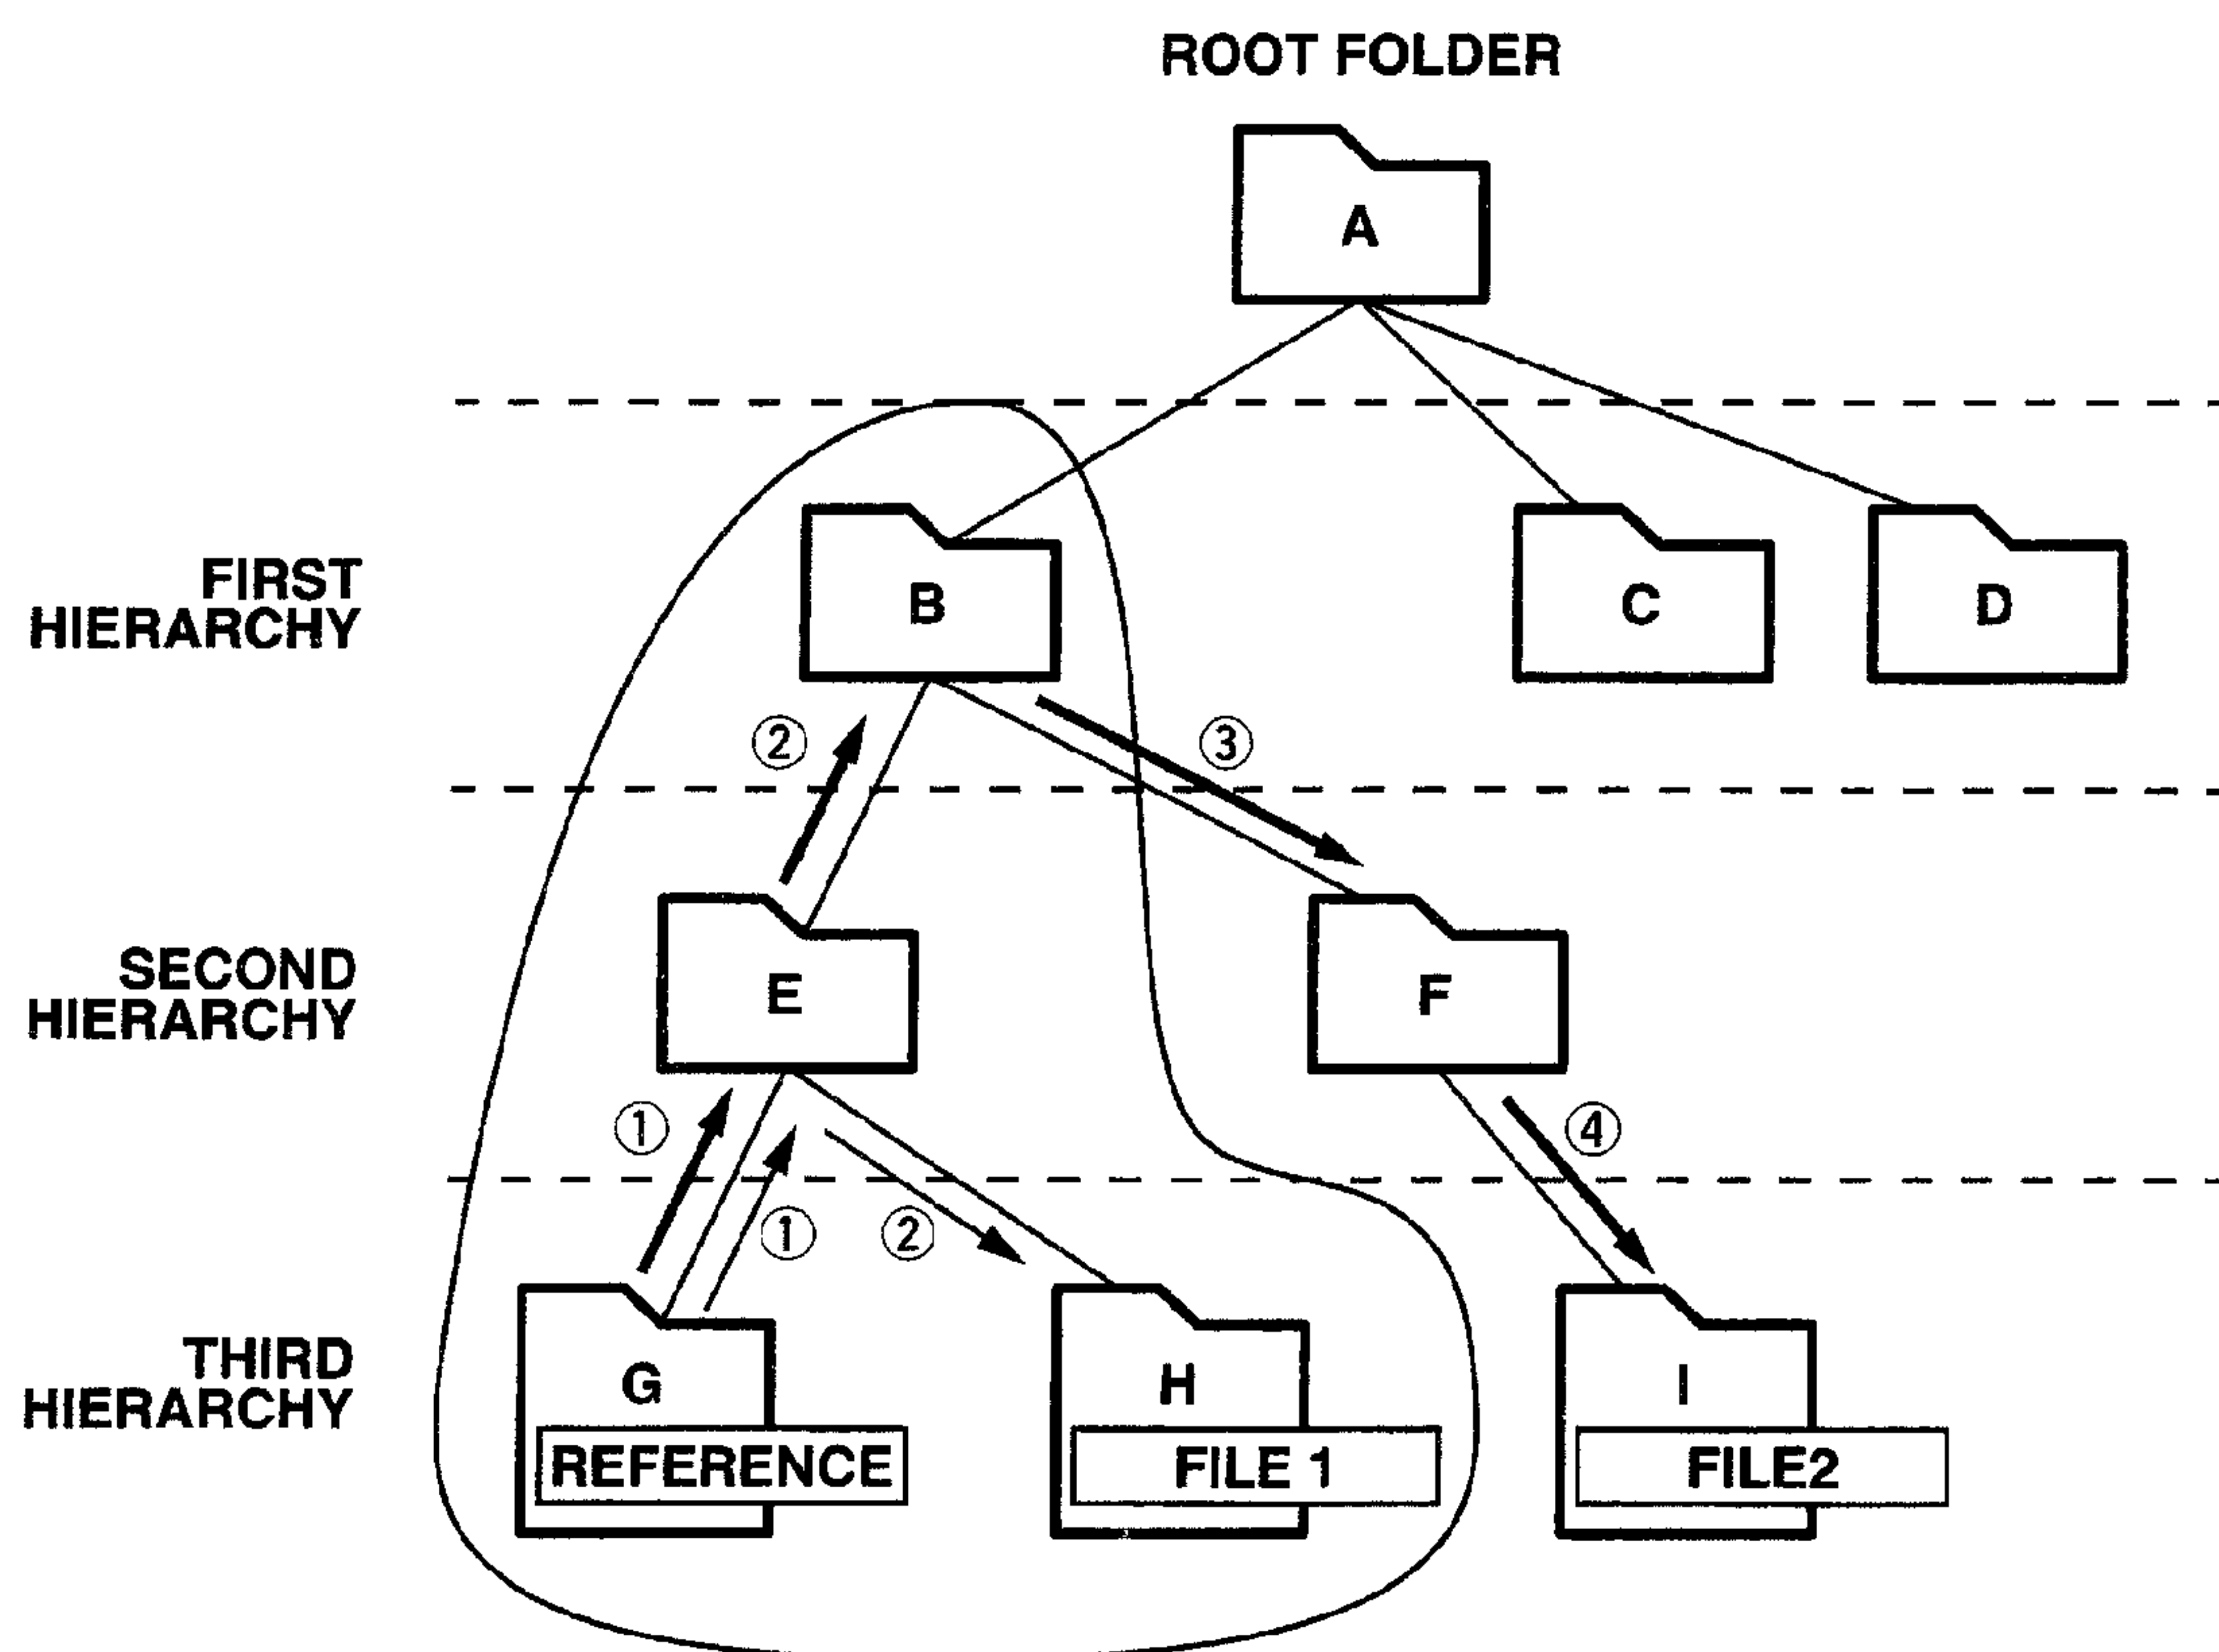 ROOT FOLDER
A
FIRST
HIERARCHY
B
C
D
②
③
SECOND
HIERARCHY
E
F
①
④
①
②
THIRD
HIERARCHY
G
H
I
REFERENCE
FILE 1
FILE2